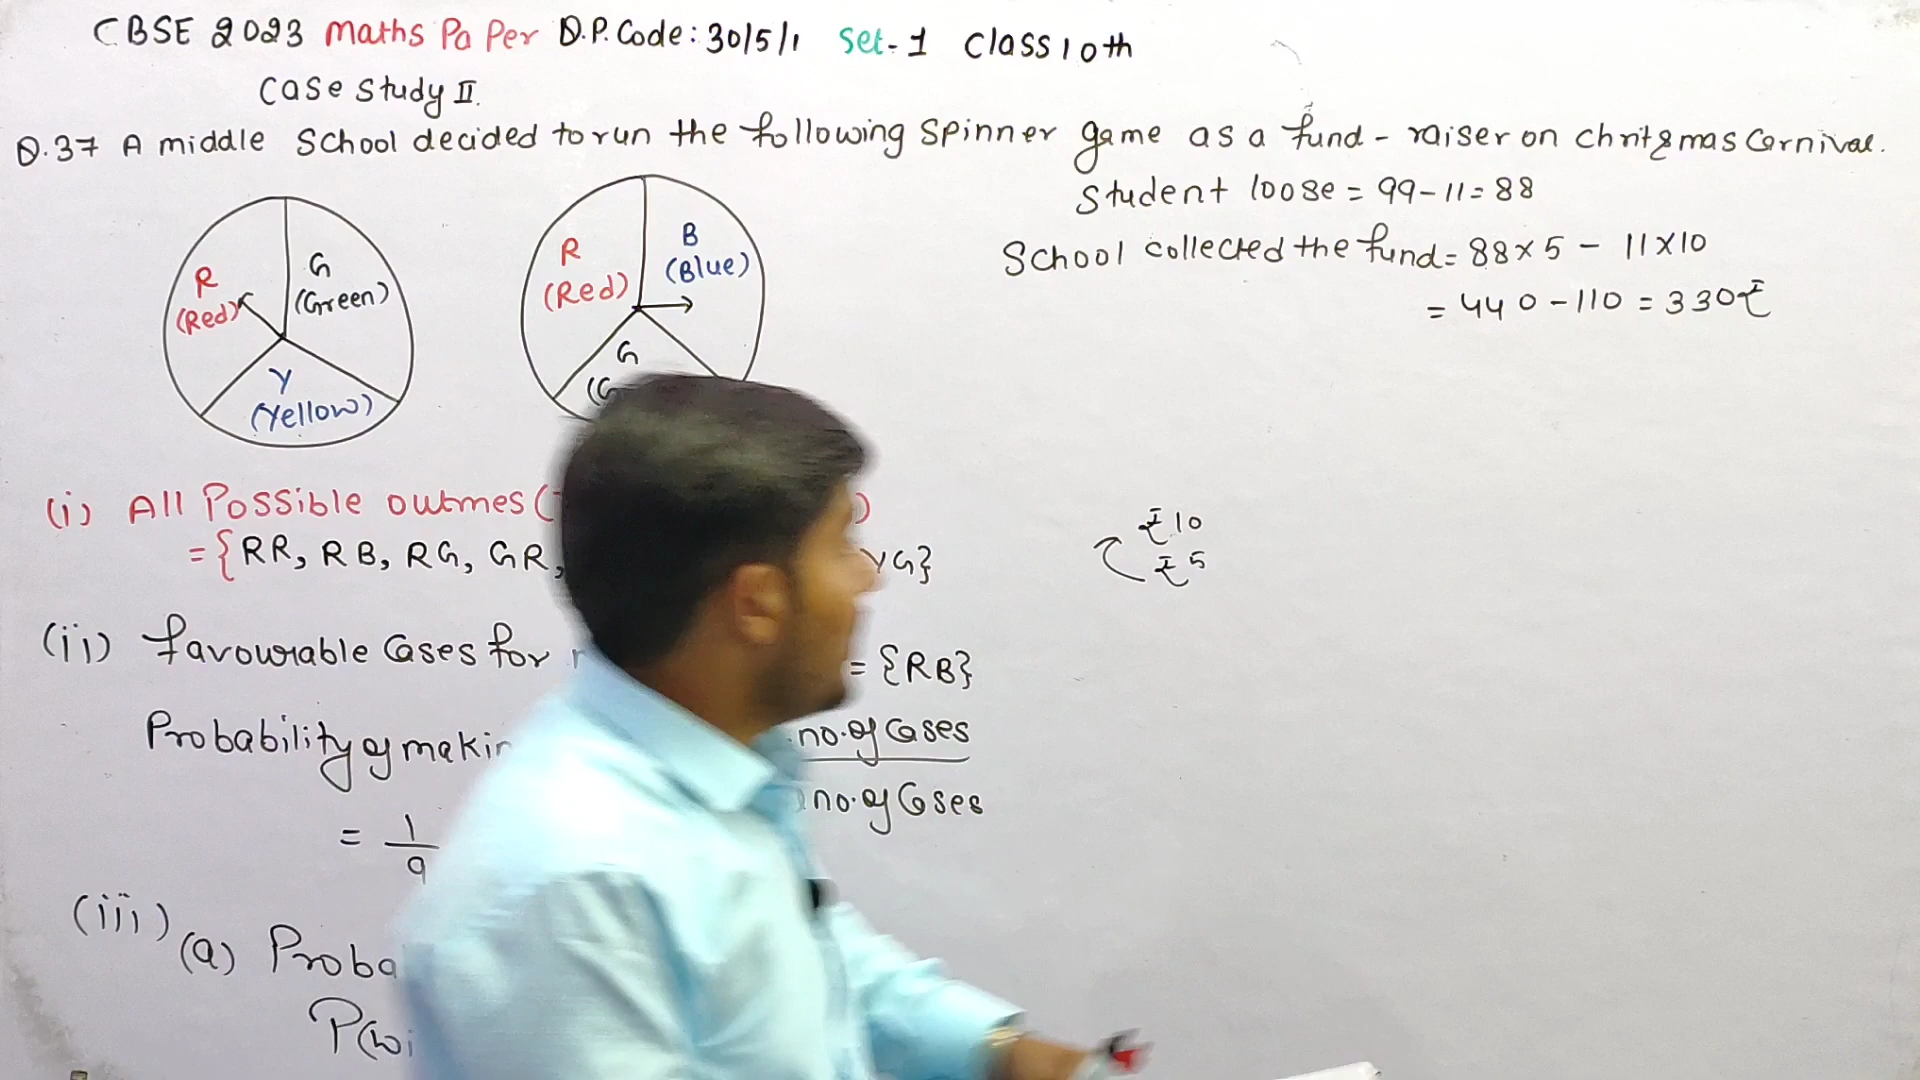 CBSE 2023 Maths Paper Q.P. Code: 30/5/1 Set-1 Class 10th
Case Study II.
Q.37 A middle School decided to run the following Spinner game as a fund-raiser on Chritsmas Cornival.
Student loose = 99-11=88
School collected the fund= 88×5 - 11×10
= 440-110 = 330₹
R
(Red)
G
(Green)
Y
(Yellow)
R
(Red)
B
(Blue)
G
(G
(i) All Possible outmes( )
={RR, RB, RG, GR, YG}
₹10
₹5
(ii) favourable Cases for = {RB}
Probability of makin no. of Cases
no. of Cases
= 1/9
(iii) (a) Proba
P(wi